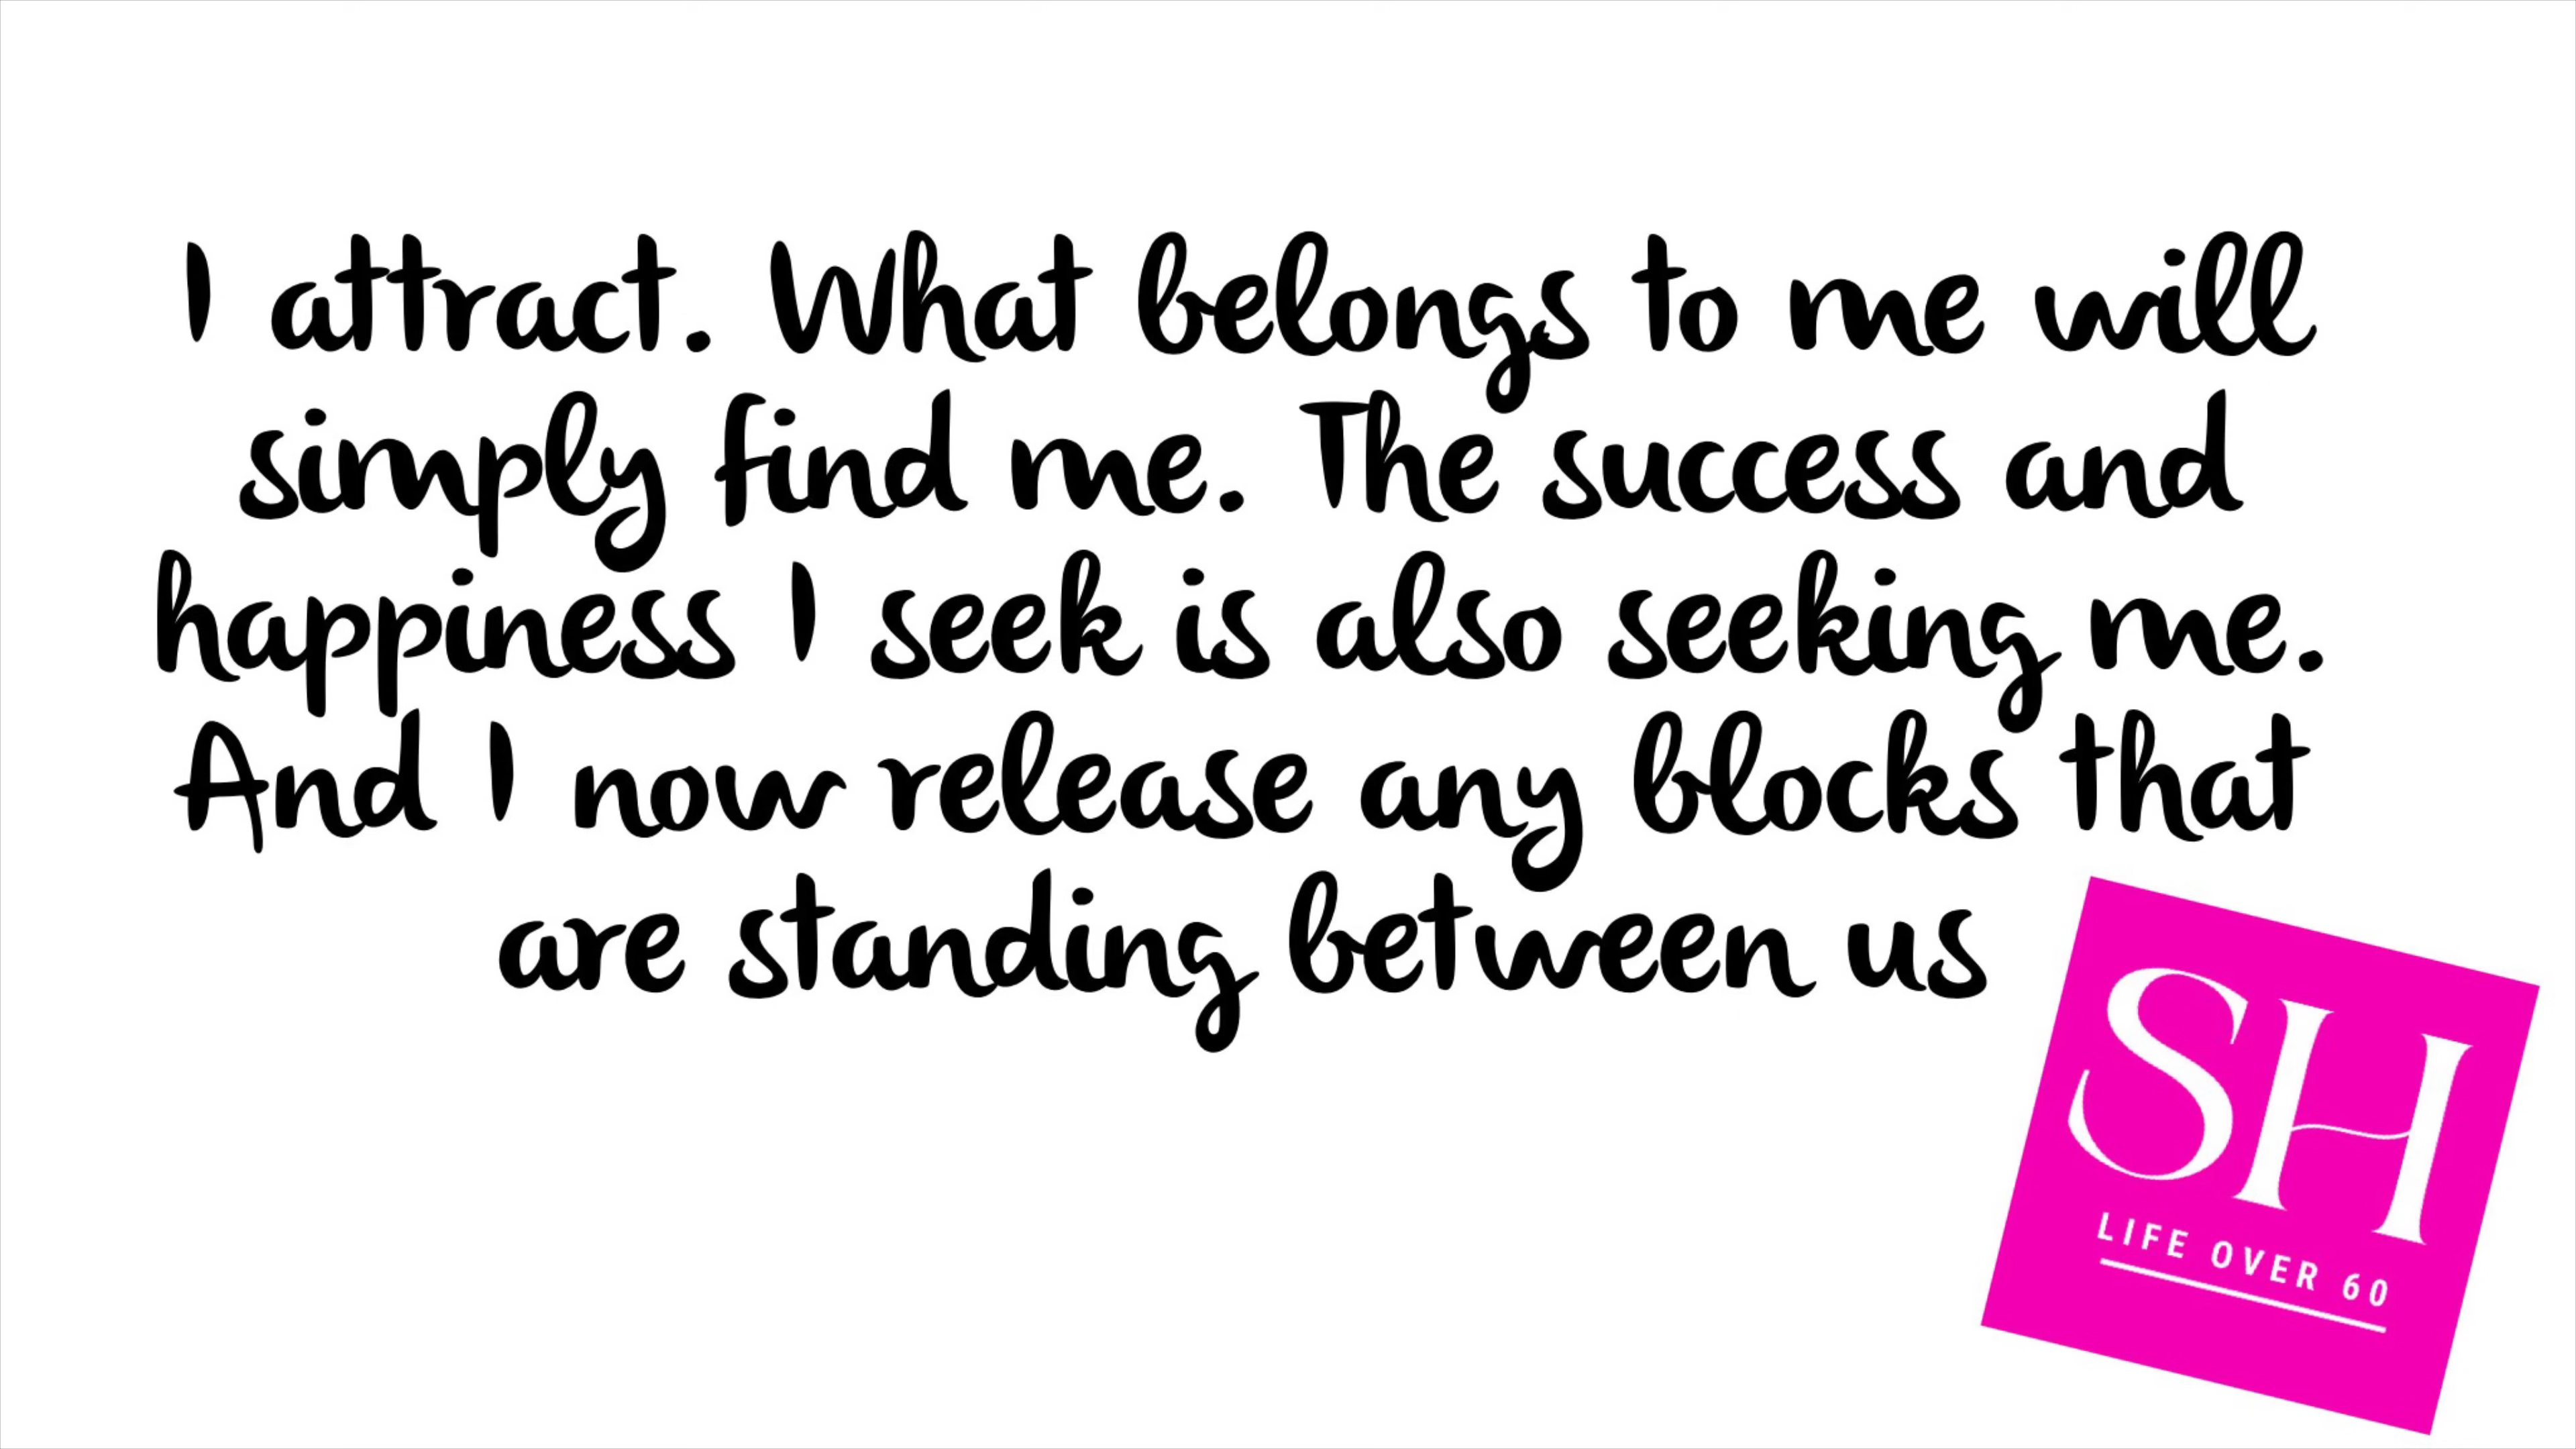 I attract. What belongs to me will
simply find me. The success and
happiness I seek is also seeking me.
And I now release any blocks that
are standing between us
SH
LIFE OVER 60